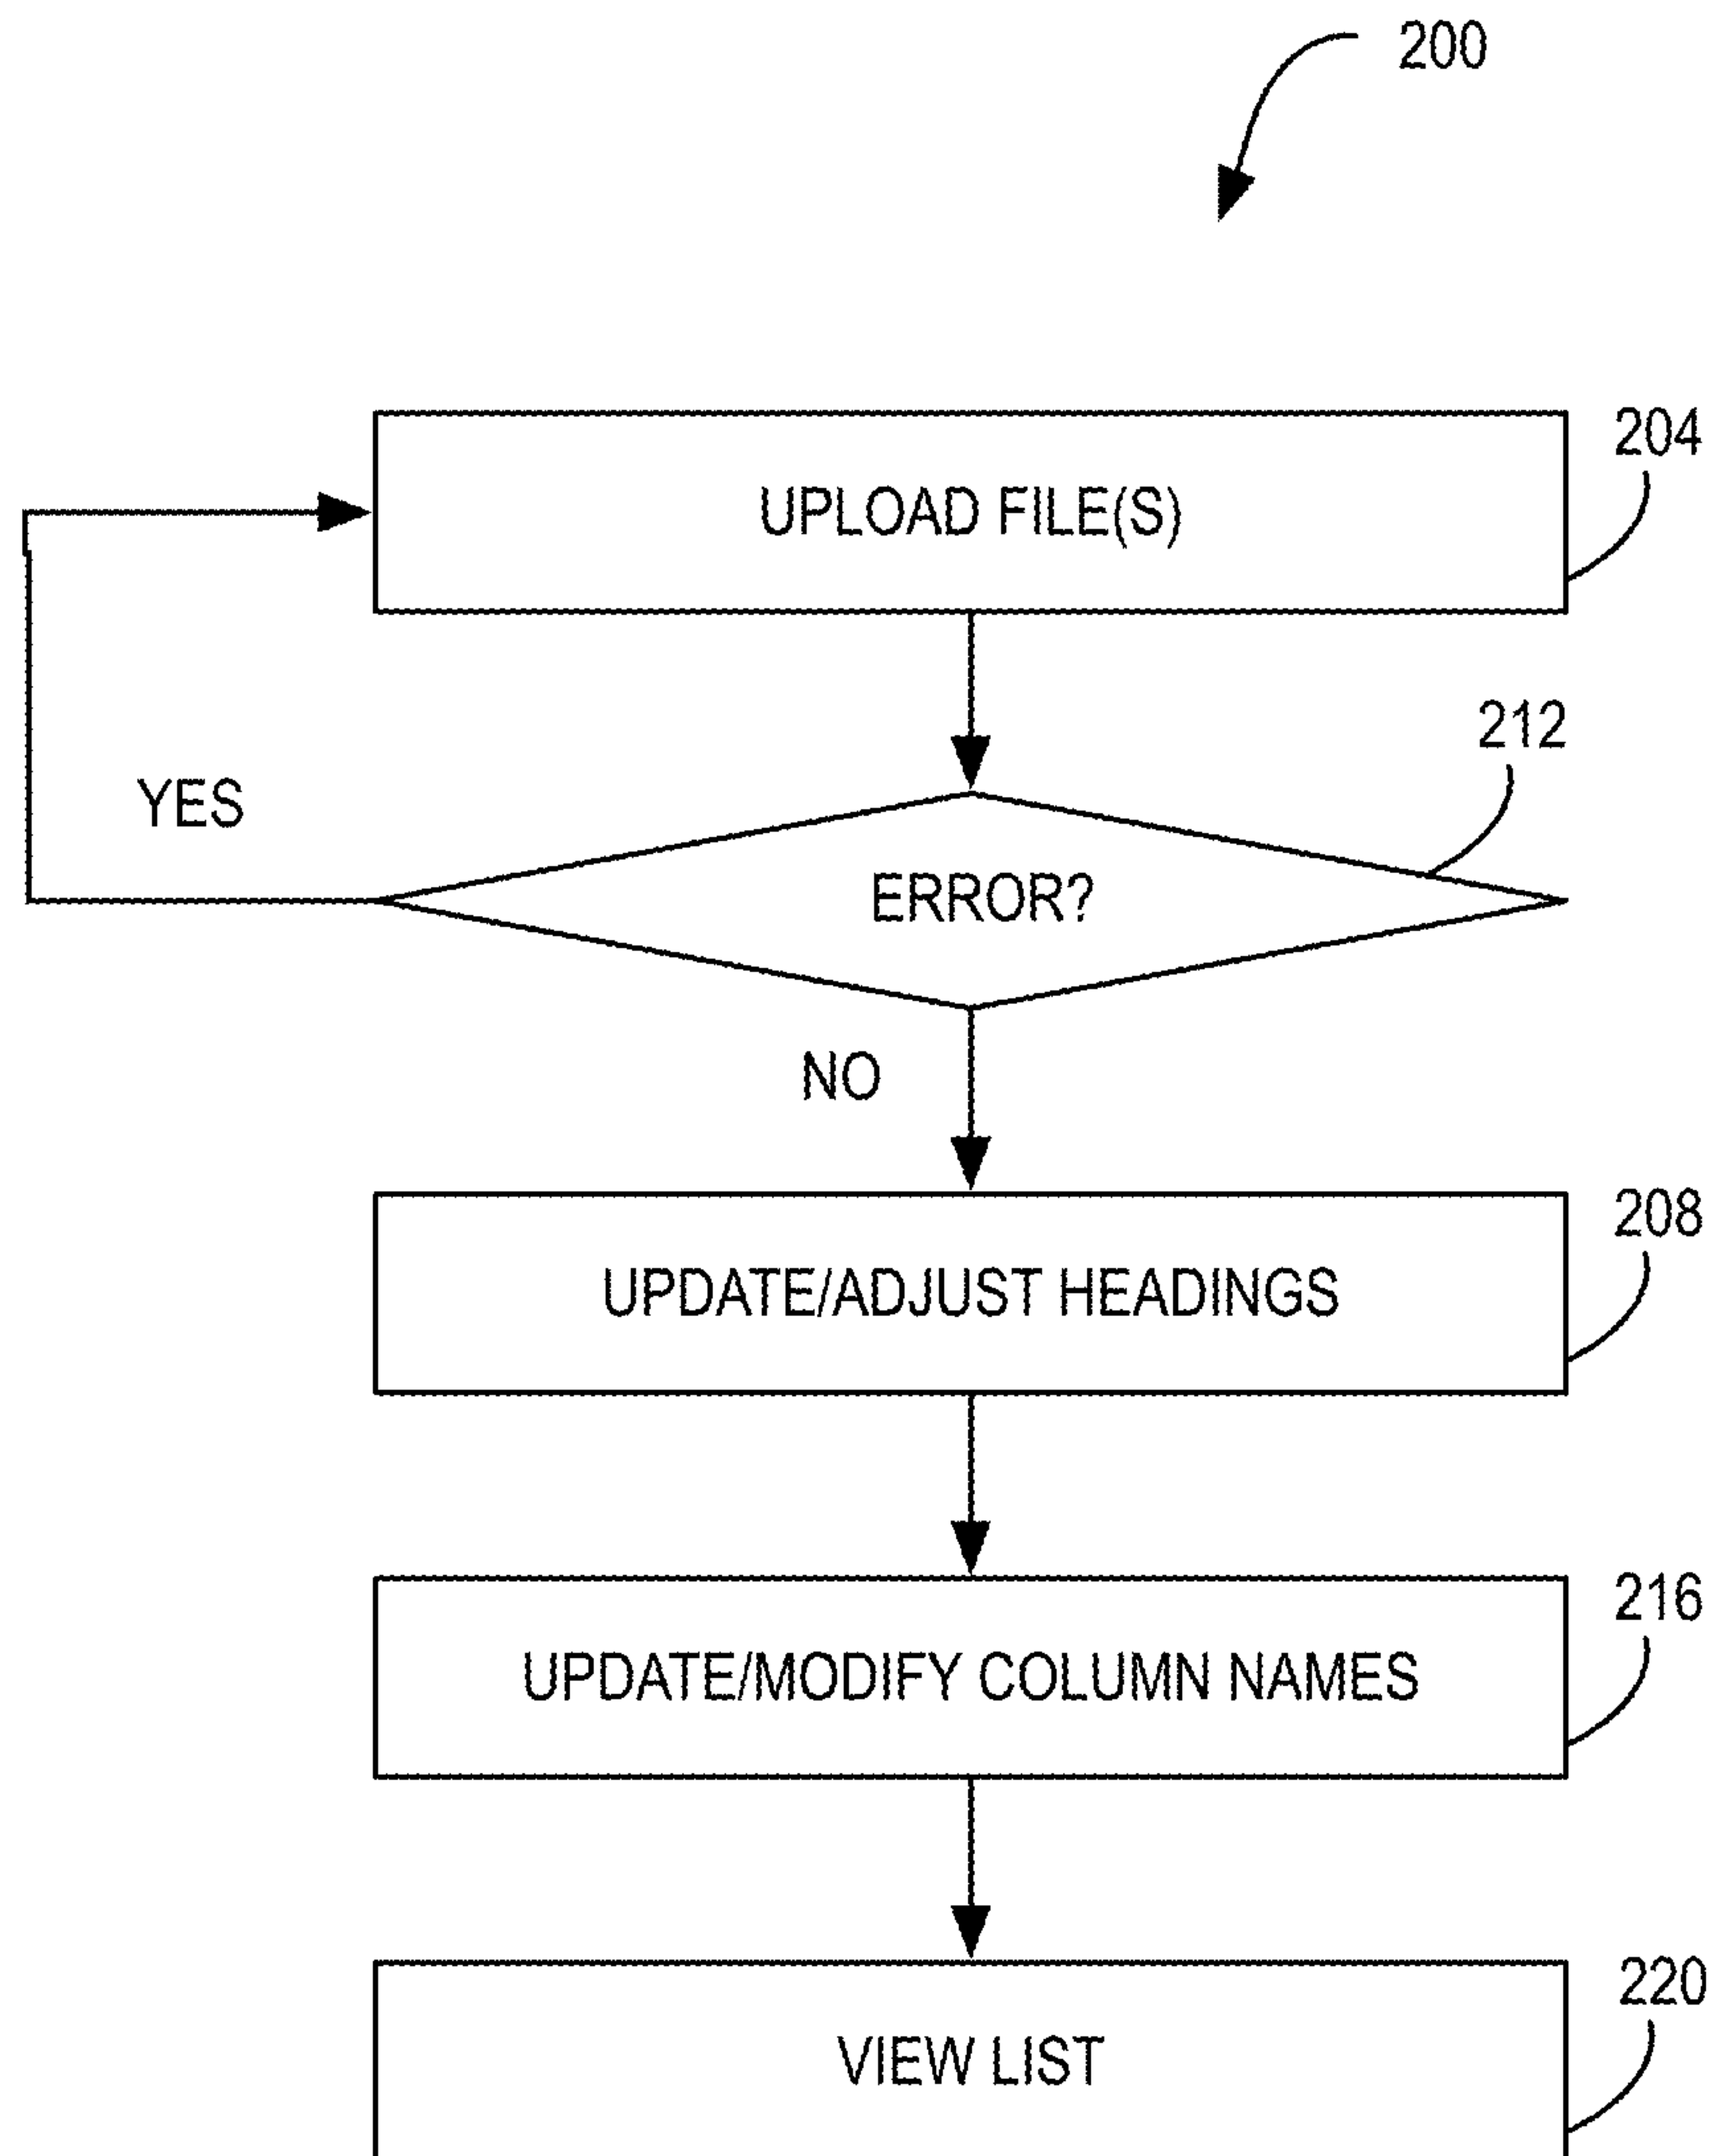 200
204
UPLOAD FILE(S)
212
YES
ERROR?
NO
208
UPDATE/ADJUST HEADINGS
216
UPDATE/MODIFY COLUMN NAMES
220
VIEW LIST